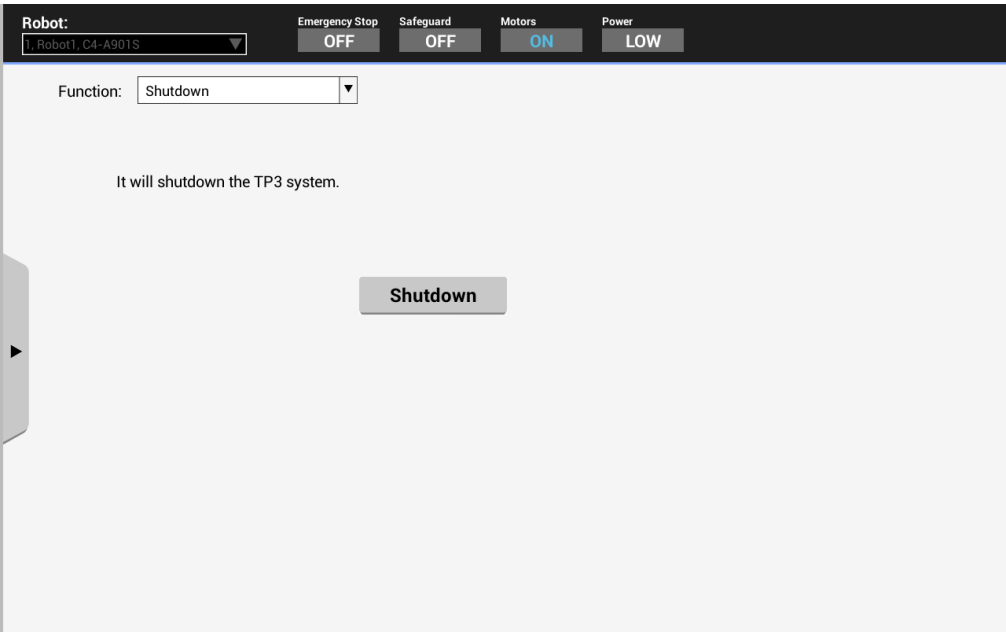 Robot:
1, Robot1, C4-A901S
Emergency Stop Safeguard Motors Power
OFF OFF ON LOW
Function: Shutdown
It will shutdown the TP3 system.
Shutdown